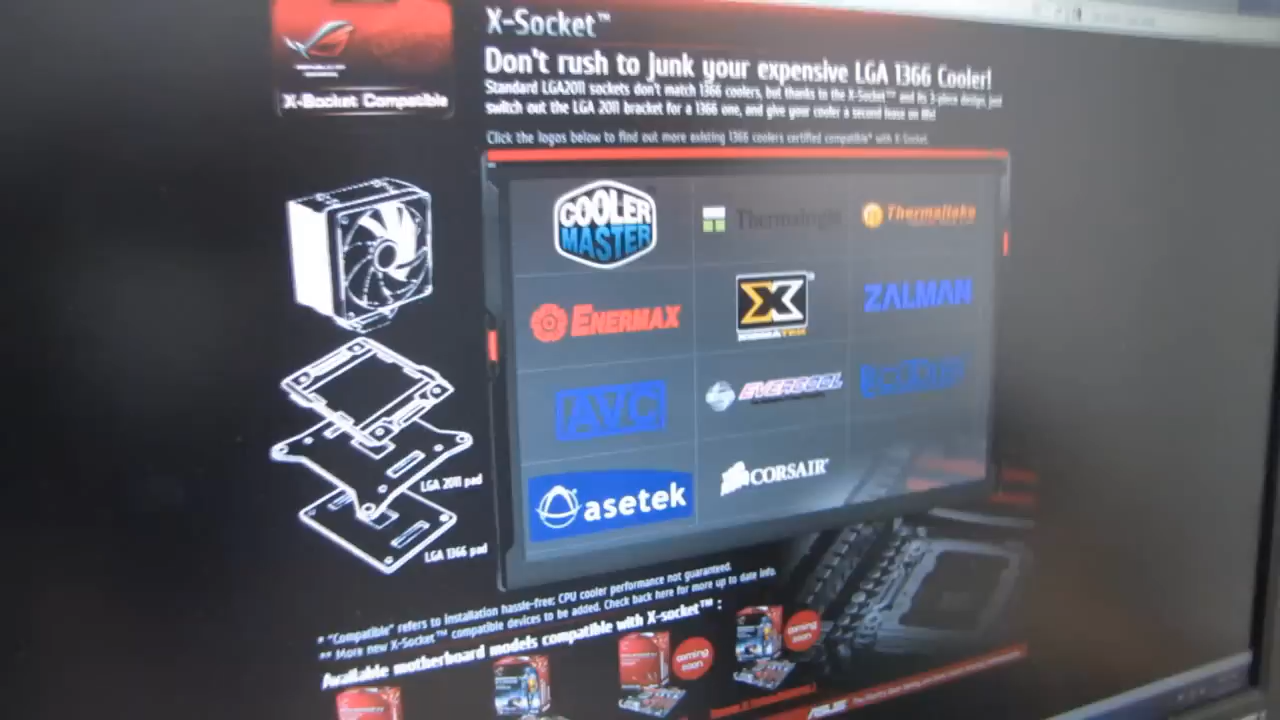 X-Socket™
Don't rush to junk your expensive LGA 1366 Cooler!
Standard LGA2011 sockets don't match 1366 coolers, but thanks to the X-Socket™ and its 3-piece design, just
switch out the LGA 2011 bracket for a 1366 one, and give your cooler a second lease on life!
X-Socket Compatible
Click the logos below to find out more existing 1366 coolers certified compatible* with X-Socket.
COOLER MASTER
Thermalright
Thermaltake
ENERMAX
X
ZALMAN
AVC
EVERCOOL
asetek
CORSAIR
LGA 2011 pad
LGA 1366 pad
* "Compatible" refers to installation hassle-free; CPU cooler performance not guaranteed.
** More new X-Socket™ compatible devices to be added. Check back here for more up to date info.
Available motherboard models compatible with X-socket™ :
coming soon
coming soon
ASUS